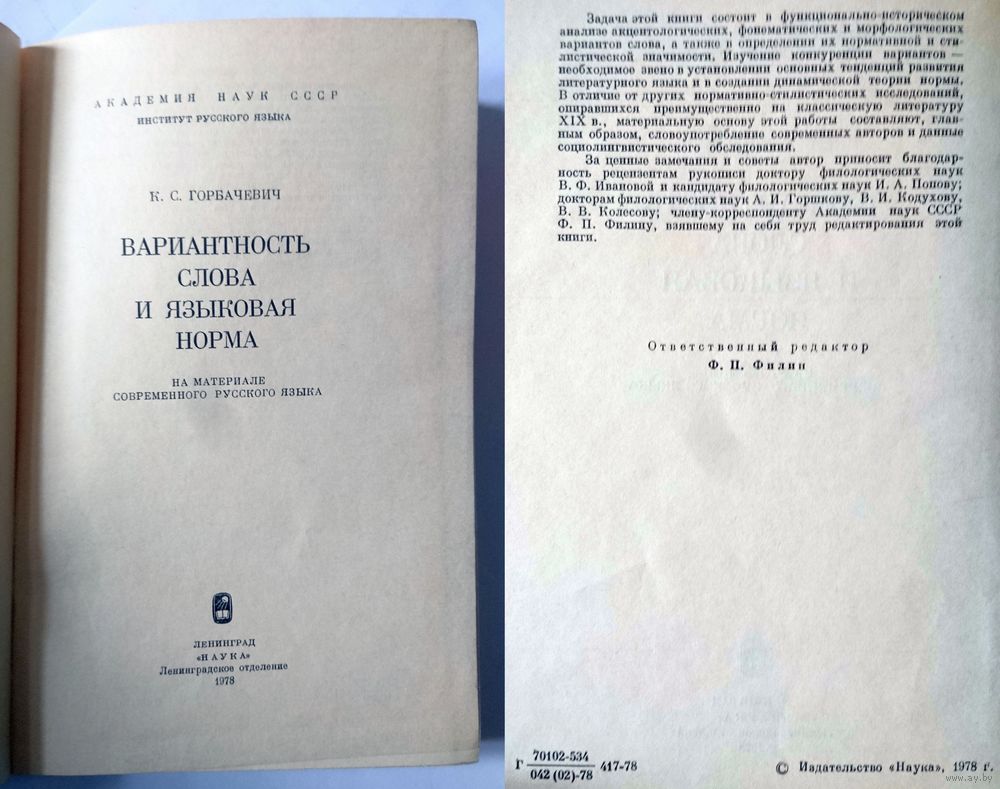 АКАДЕМИЯ НАУК СССР
ИНСТИТУТ РУССКОГО ЯЗЫКА
К. С. ГОРБАЧЕВИЧ
ВАРИАНТНОСТЬ
СЛОВА
И ЯЗЫКОВАЯ
НОРМА
НА МАТЕРИАЛЕ
СОВРЕМЕННОГО РУССКОГО ЯЗЫКА
ЛЕНИНГРАД
«НАУКА»
Ленинградское отделение
1978
Задача этой книги состоит в функционально-историческом
анализе акцентологических, фонематических и морфологических
вариантов слова, а также в определении их нормативной и сти-
листической значимости. Изучение конкуренции вариантов —
необходимое звено в установлении основных тенденций развития
литературного языка и в создании динамической теории нормы.
В отличие от других нормативно-стилистических исследований,
опиравшихся преимущественно на классическую литературу
XIX в., материальную основу этой работы составляют, глав-
ным образом, словоупотребление современных авторов и данные
социолингвистического обследования.
За ценные замечания и советы автор приносит благодар-
ность рецензентам рукописи доктору филологических наук
В. Ф. Ивановой и кандидату филологических наук И. А. Попову;
докторам филологических наук А. И. Горшкову, В. И. Кодухову,
В. В. Колесову; члену-корреспонденту Академии наук СССР
Ф. П. Филину, взявшему на себя труд редактирования этой
книги.
Ответственный редактор
Ф. П. Филин
Г 70102-534 / 042 (02)-78 417-78
© Издательство «Наука», 1978 г.
www.ay.by